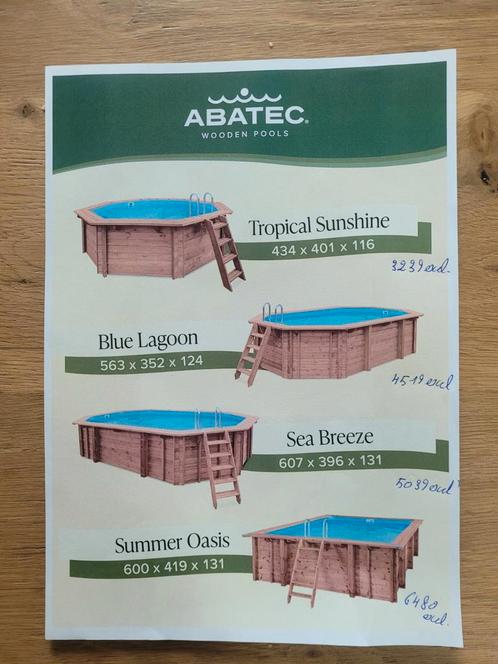 ABATEC®
WOODEN POOLS
Tropical Sunshine
434 x 401 x 116
3239 excl.
Blue Lagoon
563 x 352 x 124
4519 excl
Sea Breeze
607 x 396 x 131
5039 excl
Summer Oasis
600 x 419 x 131
6480
excl.